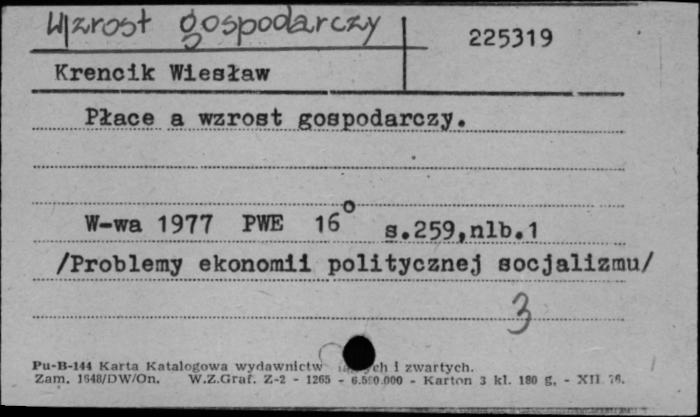 Wzrost gospodarczy
225319
Krencik Wiesław
Płace a wzrost gospodarczy.
W-wa 1977 PWE 16° s.259,nlb.1
/Problemy ekonomii politycznej socjalizmu/
3
Pu-B-144 Karta Katalogowa wydawnictw i zwartych.
Zam. 1648/DW/On. W.Z.Graf. Z-2 - 1265 - 6.500.000 - Karton 3 kl. 180 g. - XII 76.